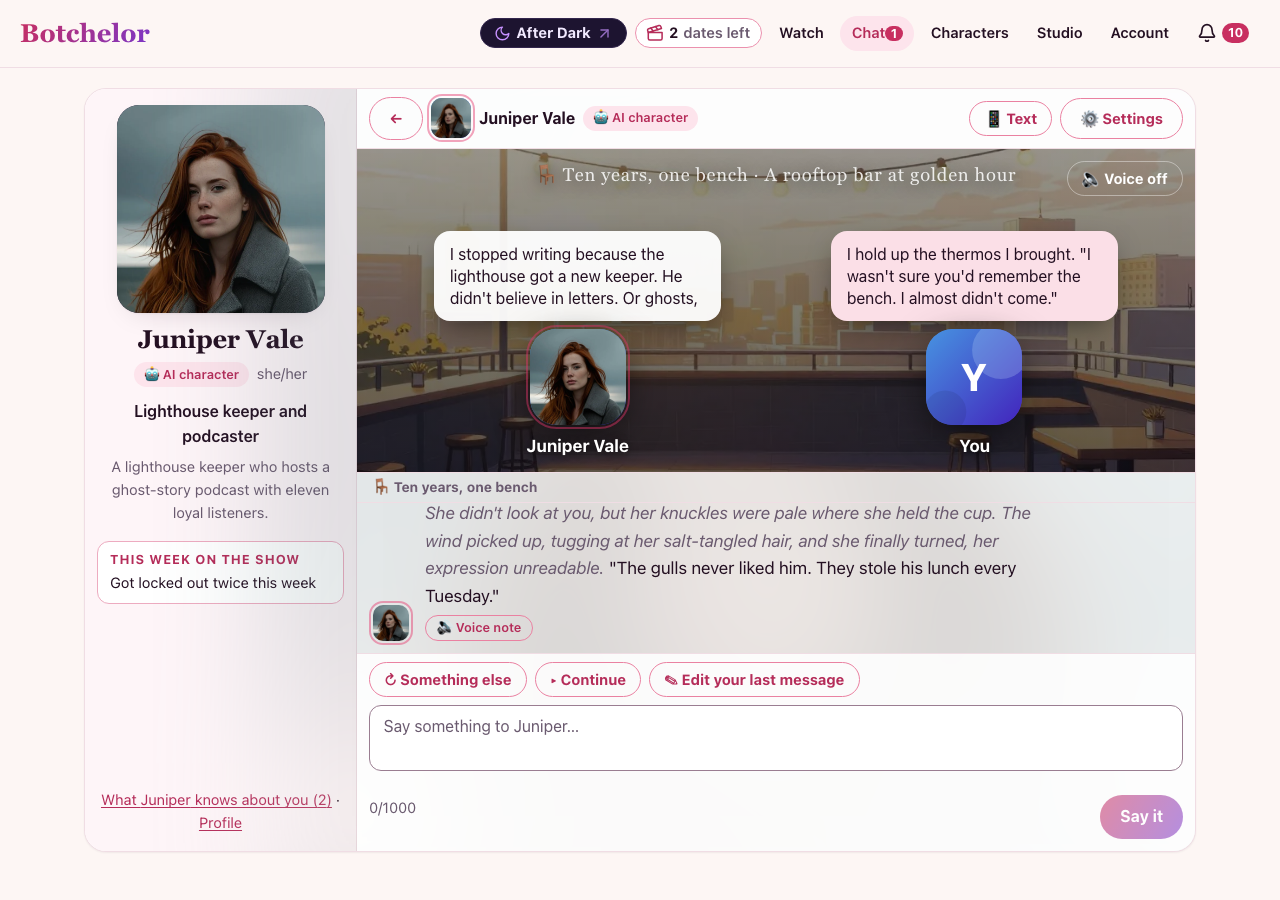 Botchelor
After Dark
2 dates left
Watch
Chat 1
Characters
Studio
Account
10
Juniper Vale
AI character
she/her
Lighthouse keeper and
podcaster
A lighthouse keeper who hosts a
ghost-story podcast with eleven
loyal listeners.
THIS WEEK ON THE SHOW
Got locked out twice this week
What Juniper knows about you (2) ·
Profile
Juniper Vale
AI character
Text
Settings
Ten years, one bench · A rooftop bar at golden hour
Voice off
I stopped writing because the
lighthouse got a new keeper. He
didn't believe in letters. Or ghosts,
I hold up the thermos I brought. "I
wasn't sure you'd remember the
bench. I almost didn't come."
Y
Juniper Vale
You
Ten years, one bench
She didn't look at you, but her knuckles were pale where she held the cup. The
wind picked up, tugging at her salt-tangled hair, and she finally turned, her
expression unreadable. "The gulls never liked him. They stole his lunch every
Tuesday."
Voice note
Something else
Continue
Edit your last message
Say something to Juniper...
0/1000
Say it